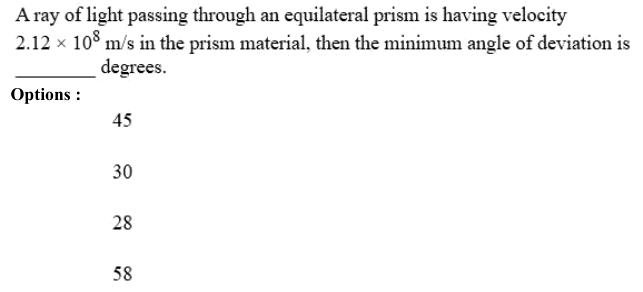 A ray of light passing through an equilateral prism is having velocity
2.12 × 10⁸ m/s in the prism material, then the minimum angle of deviation is
________ degrees.
Options :
45
30
28
58